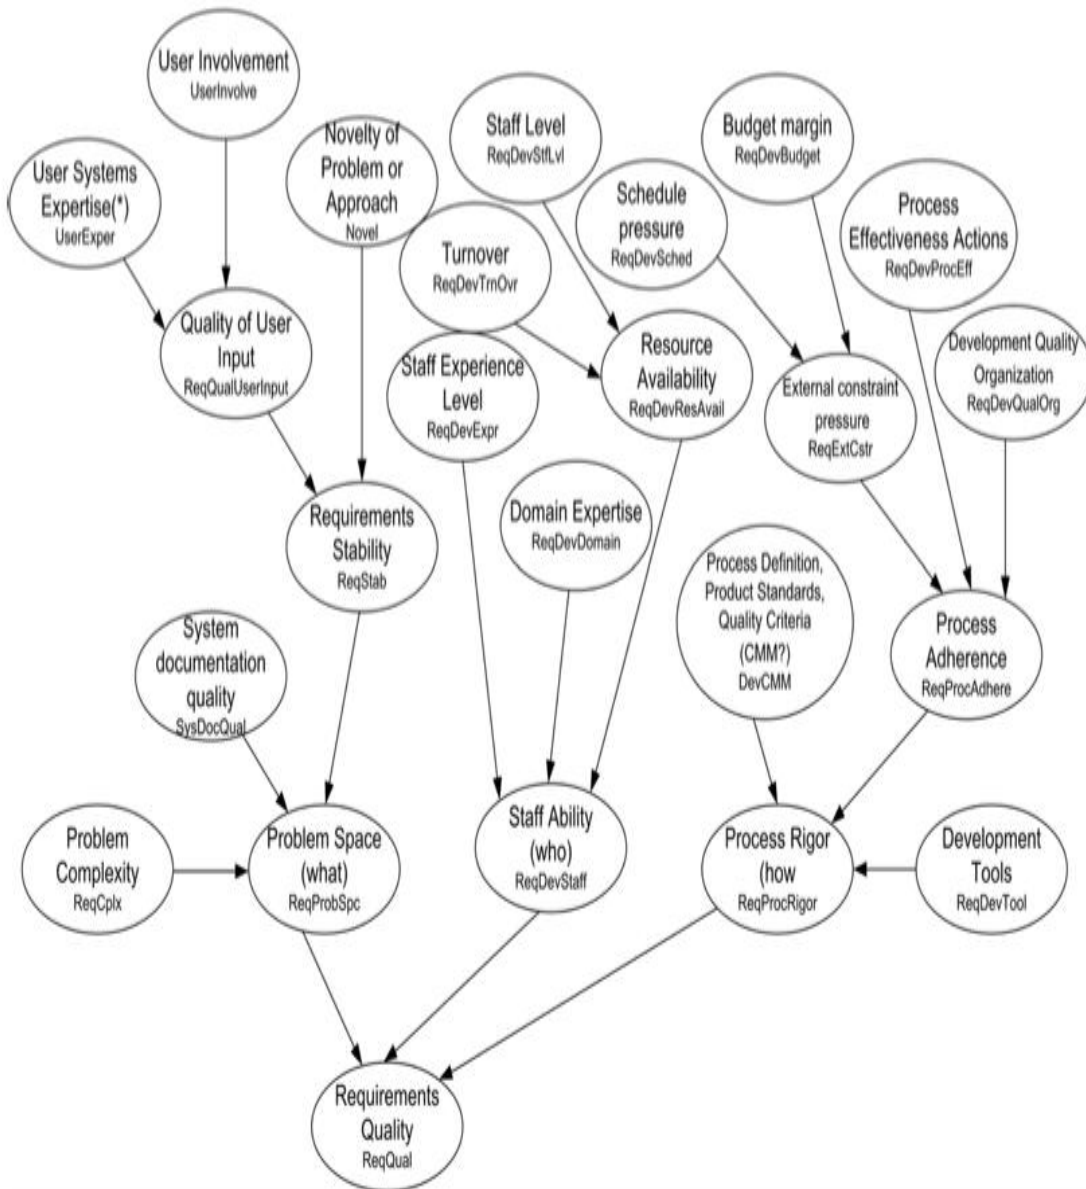 User Involvement
UserInvolve
User Systems
Expertise(*)
UserExper
Novelty of
Problem or
Approach
Novel
Staff Level
ReqDevStfLvl
Budget margin
ReqDevBudget
Schedule
pressure
ReqDevSched
Process
Effectiveness Actions
ReqDevProcEff
Turnover
ReqDevTrnOvr
Quality of User
Input
ReqQualUserInput
Staff Experience
Level
ReqDevExpr
Resource
Availability
ReqDevResAvail
External constraint
pressure
ReqExtCstr
Development Quality
Organization
ReqDevQualOrg
Requirements
Stability
ReqStab
Domain Expertise
ReqDevDomain
Process Definition,
Product Standards,
Quality Criteria
(CMM?)
DevCMM
Process
Adherence
ReqProcAdhere
System
documentation
quality
SysDocQual
Problem
Complexity
ReqCplx
Problem Space
(what)
ReqProbSpc
Staff Ability
(who)
ReqDevStaff
Process Rigor
(how
ReqProcRigor
Development
Tools
ReqDevTool
Requirements
Quality
ReqQual